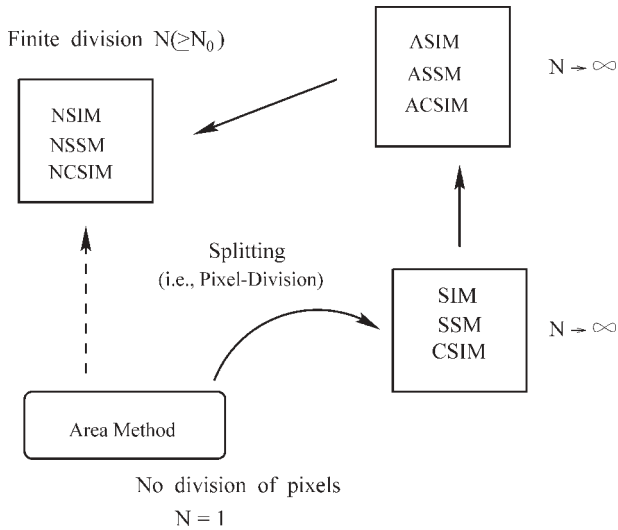 Finite division N(≥N₀)
NSIM
NSSM
NCSIM
ASIM
ASSM
ACSIM
N → ∞
Splitting
(i.e., Pixel-Division)
SIM
SSM
CSIM
N → ∞
Area Method
No division of pixels
N = 1